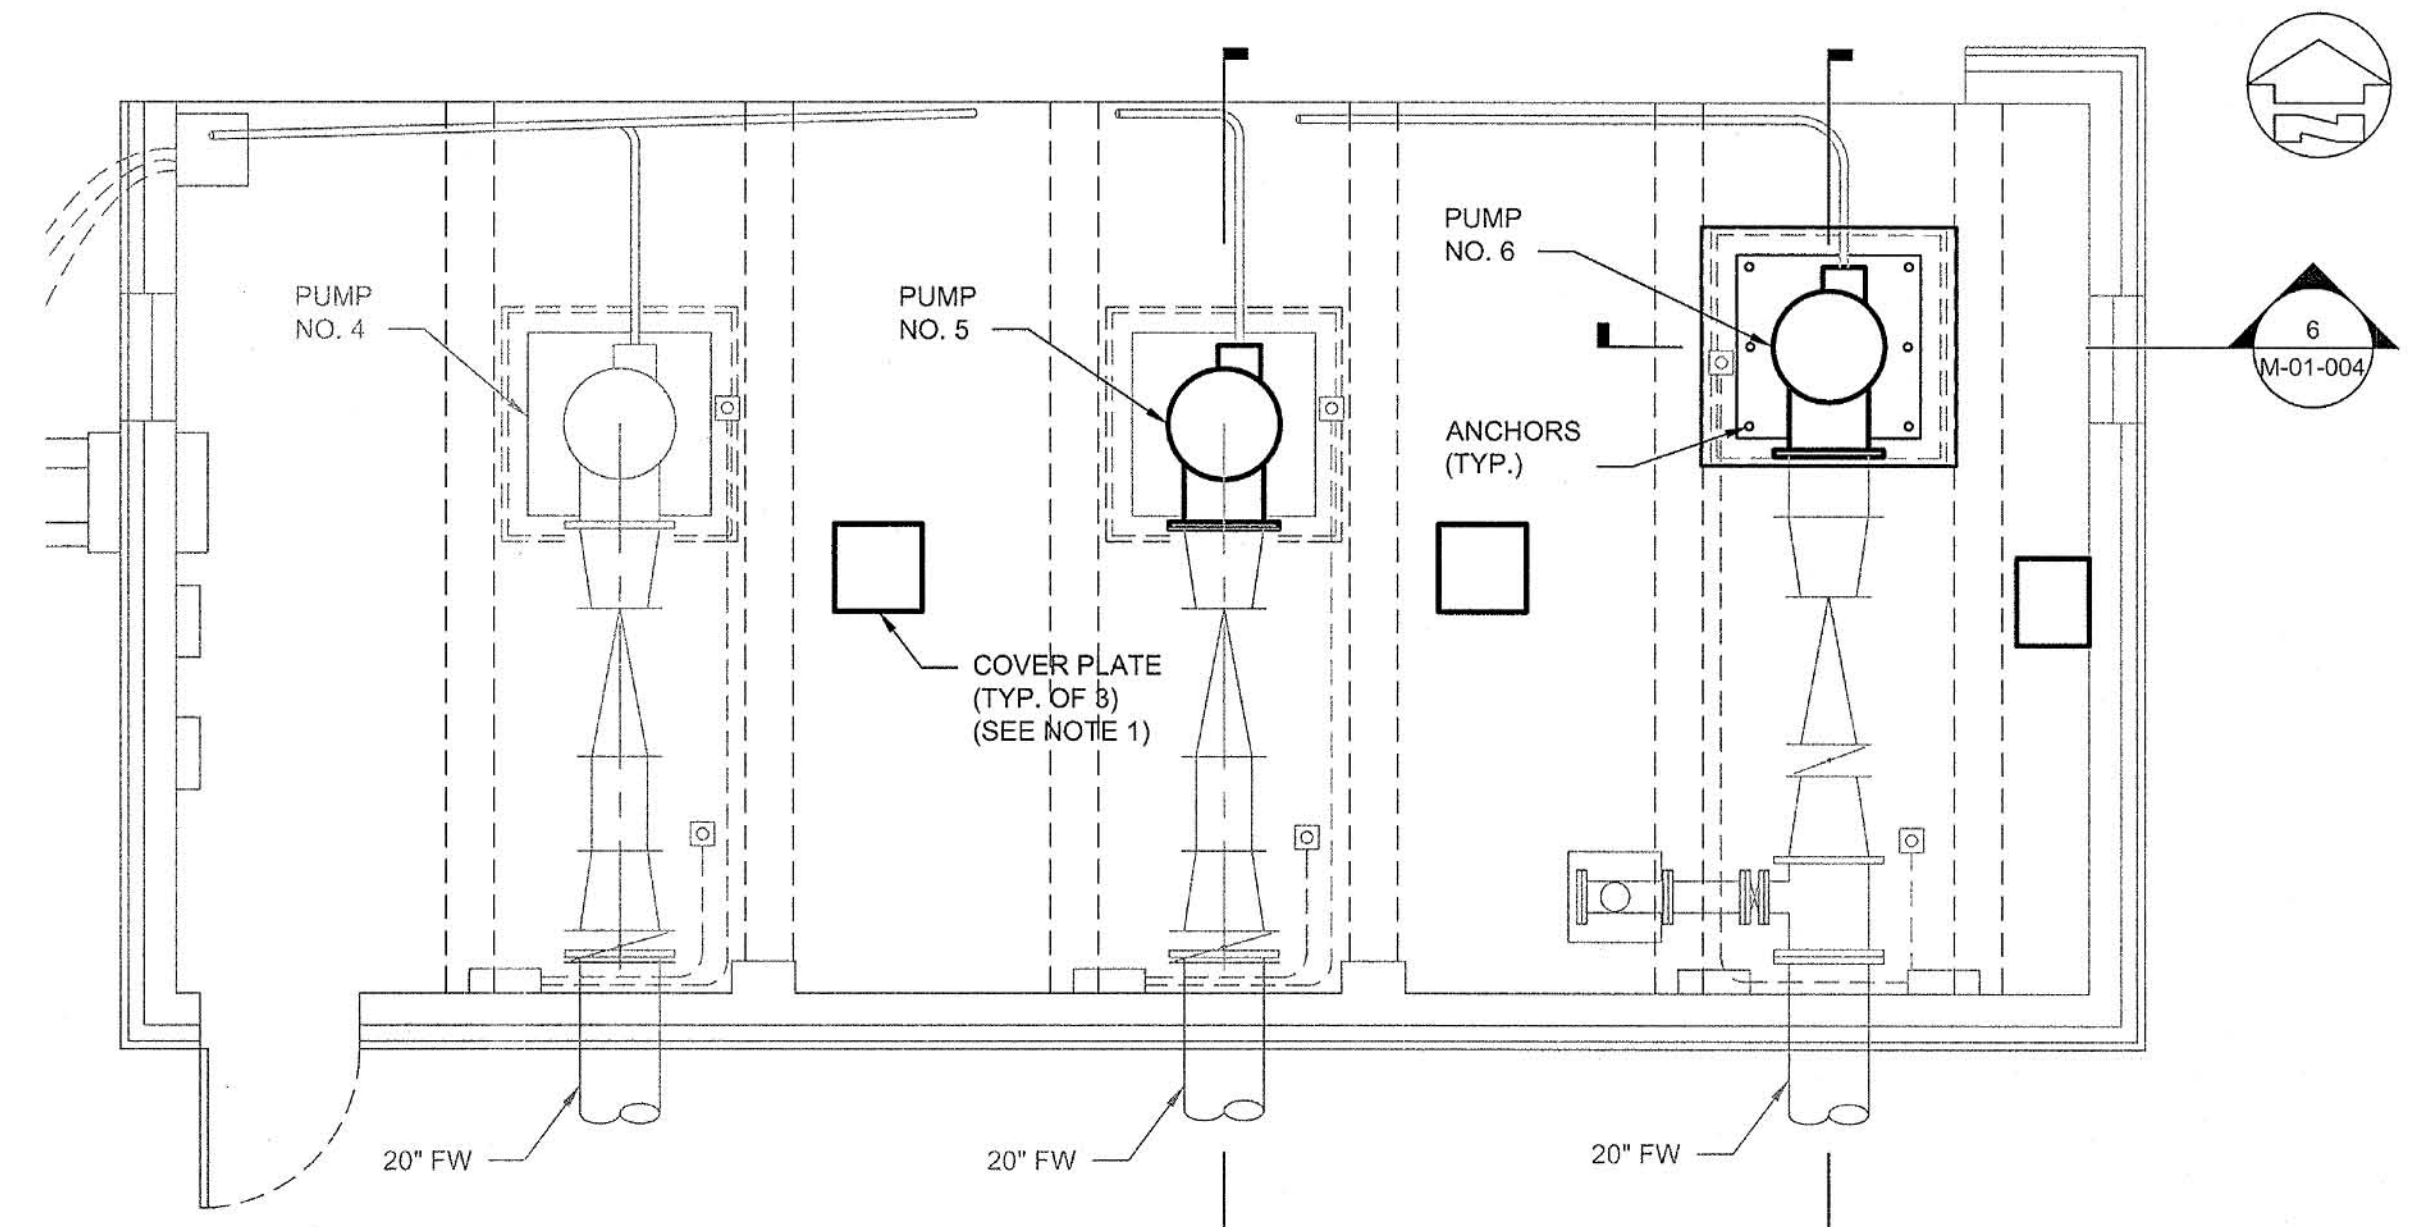 PUMP
NO. 4
PUMP
NO. 5
PUMP
NO. 6
6
M-01-004
ANCHORS
(TYP.)
COVER PLATE
(TYP. OF 3)
(SEE NOTE 1)
20" FW
20" FW
20" FW